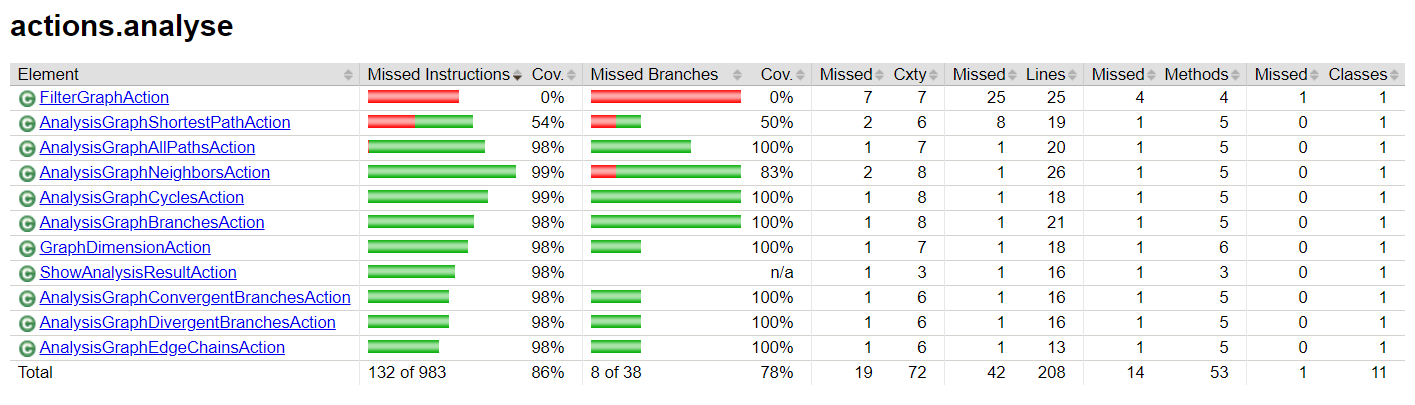 actions.analyse
Element Missed Instructions Cov. Missed Branches Cov. Missed Cxty Missed Lines Missed Methods Missed Classes
C FilterGraphAction 0% 0% 7 7 25 25 4 4 1 1
C AnalysisGraphShortestPathAction 54% 50% 2 6 8 19 1 5 0 1
C AnalysisGraphAllPathsAction 98% 100% 1 7 1 20 1 5 0 1
C AnalysisGraphNeighborsAction 99% 83% 2 8 1 26 1 5 0 1
C AnalysisGraphCyclesAction 99% 100% 1 8 1 18 1 5 0 1
C AnalysisGraphBranchesAction 98% 100% 1 8 1 21 1 5 0 1
C GraphDimensionAction 98% 100% 1 7 1 18 1 6 0 1
C ShowAnalysisResultAction 98% n/a 1 3 1 16 1 3 0 1
C AnalysisGraphConvergentBranchesAction 98% 100% 1 6 1 16 1 5 0 1
C AnalysisGraphDivergentBranchesAction 98% 100% 1 6 1 16 1 5 0 1
C AnalysisGraphEdgeChainsAction 98% 100% 1 6 1 13 1 5 0 1
Total 132 of 983 86% 8 of 38 78% 19 72 42 208 14 53 1 11